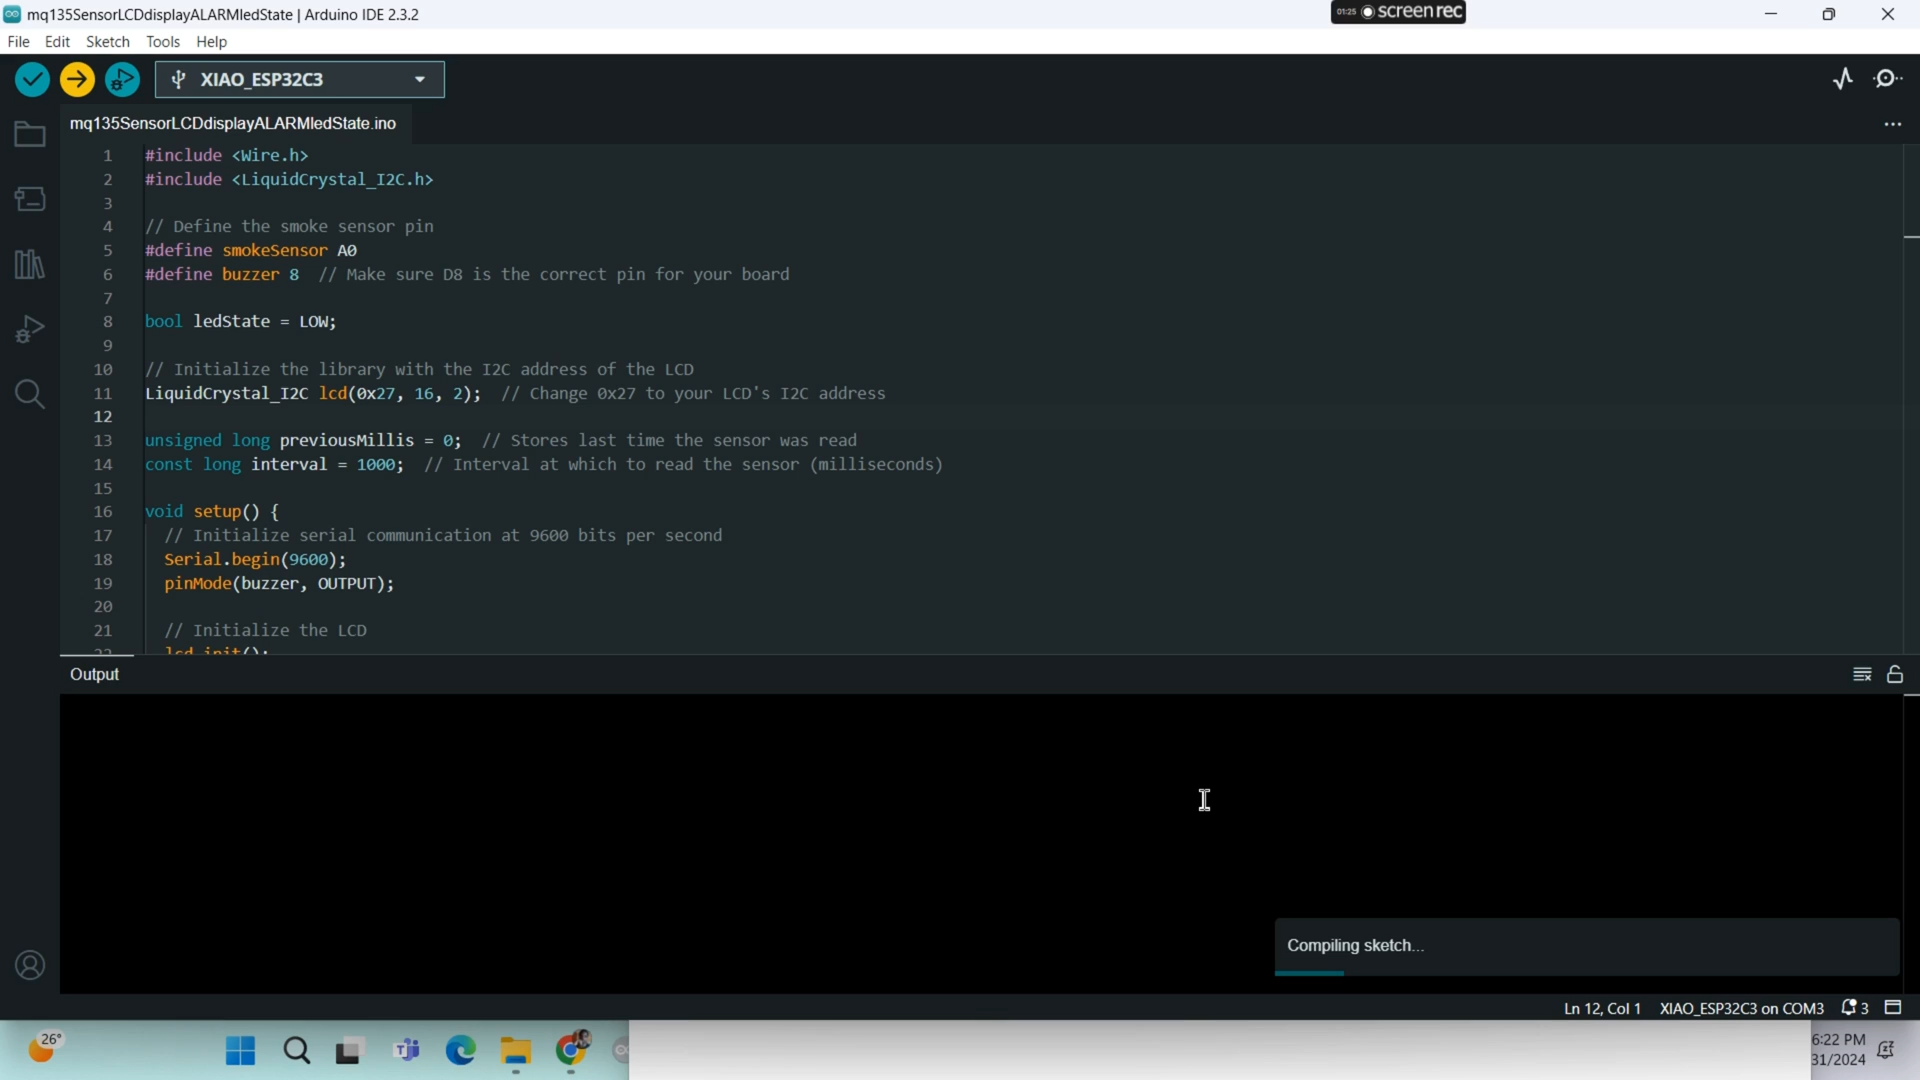 mq135SensorLCDdisplayALARMledState | Arduino IDE 2.3.2
01:25 screenrec
File Edit Sketch Tools Help
XIAO_ESP32C3
mq135SensorLCDdisplayALARMledState.ino
1 #include <Wire.h>
2 #include <LiquidCrystal_I2C.h>
3
4 // Define the smoke sensor pin
5 #define smokeSensor A0
6 #define buzzer 8 // Make sure D8 is the correct pin for your board
7
8 bool ledState = LOW;
9
10 // Initialize the library with the I2C address of the LCD
11 LiquidCrystal_I2C lcd(0x27, 16, 2); // Change 0x27 to your LCD's I2C address
12
13 unsigned long previousMillis = 0; // Stores last time the sensor was read
14 const long interval = 1000; // Interval at which to read the sensor (milliseconds)
15
16 void setup() {
17 // Initialize serial communication at 9600 bits per second
18 Serial.begin(9600);
19 pinMode(buzzer, OUTPUT);
20
21 // Initialize the LCD
22 lcd.init();
Output
Compiling sketch...
Ln 12, Col 1 XIAO_ESP32C3 on COM3 3
26°
6:22 PM
31/2024